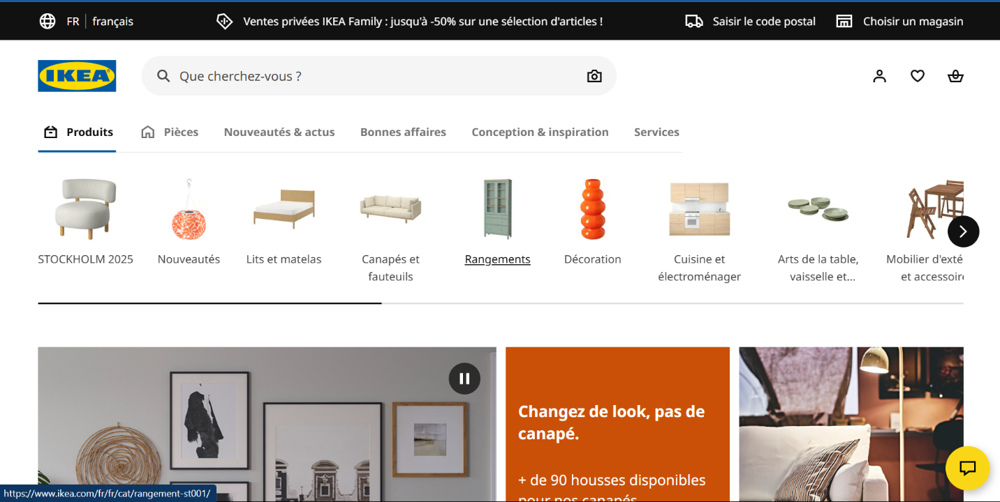 FR français
Ventes privées IKEA Family : jusqu'à -50% sur une sélection d'articles !
Saisir le code postal
Choisir un magasin
IKEA
Que cherchez-vous ?
Produits
Pièces
Nouveautés & actus
Bonnes affaires
Conception & inspiration
Services
STOCKHOLM 2025
Nouveautés
Lits et matelas
Canapés et
fauteuils
Rangements
Décoration
Cuisine et
électroménager
Arts de la table,
vaisselle et...
Mobilier d'exté
et accessoire
Changez de look, pas de
canapé.
+ de 90 housses disponibles
pour nos canapés
https://www.ikea.com/fr/fr/cat/rangement-st001/